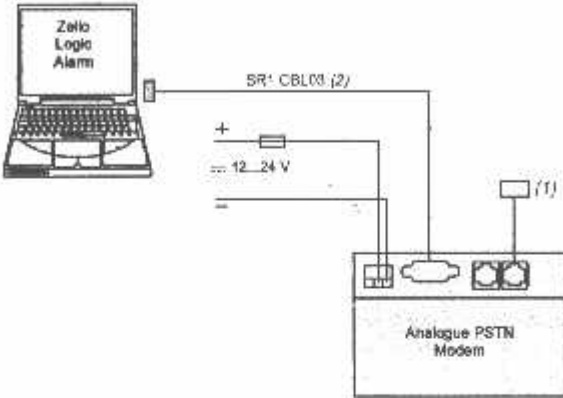 Zelio
Logic
Alarm
SR1 CBL03 (2)
+
12...24 V
–
(1)
Analogue PSTN
Modem